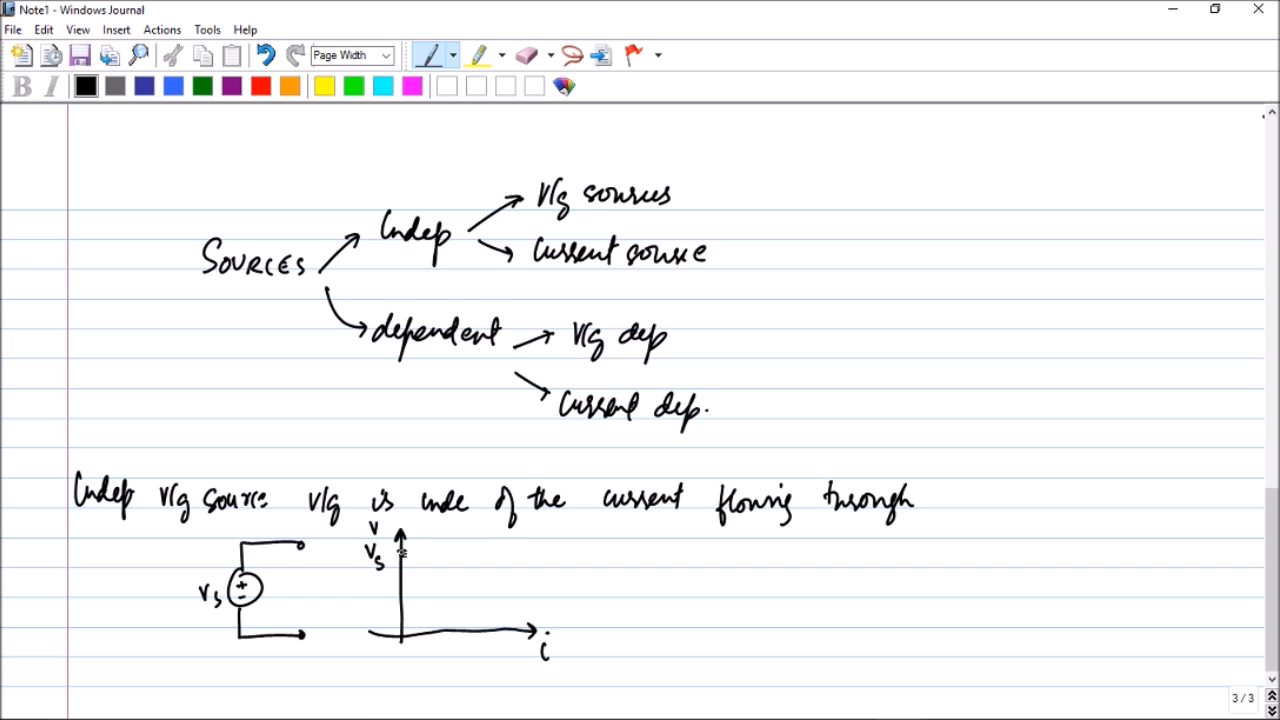 Note1 - Windows Journal
File Edit View Insert Actions Tools Help
Page Width
B I
V/g sources
Indep
Current source
SOURCES
dependent
V/g dep
Current dep.
Indep v/g source: v/g is inde of the current flowing through
V
Vs
Vs
+
-
i
3 / 3